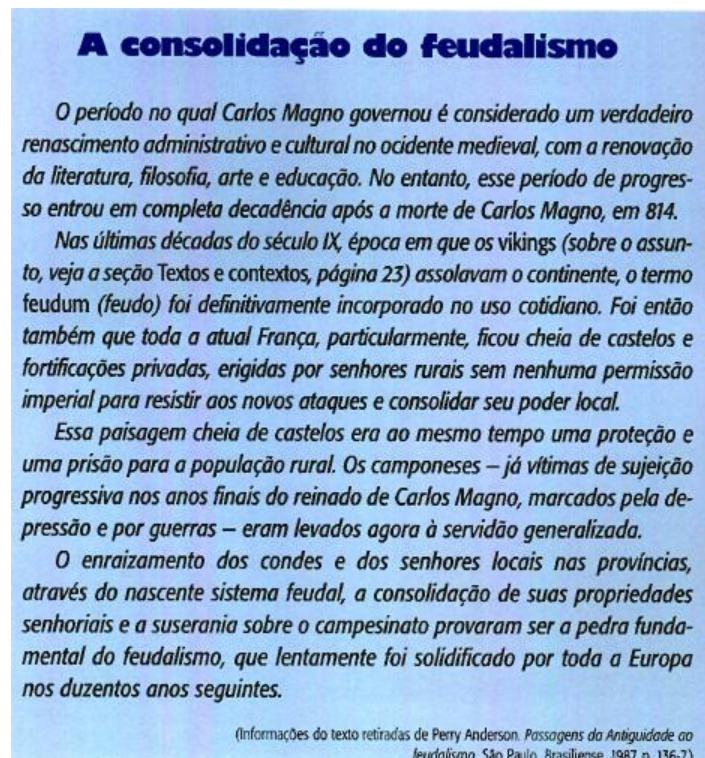 A consolidação do feudalismo
O período no qual Carlos Magno governou é considerado um verdadeiro
renascimento administrativo e cultural no ocidente medieval, com a renovação
da literatura, filosofia, arte e educação. No entanto, esse período de progres-
so entrou em completa decadência após a morte de Carlos Magno, em 814.
Nas últimas décadas do século IX, época em que os vikings (sobre o assun-
to, veja a seção Textos e contextos, página 23) assolavam o continente, o termo
feudum (feudo) foi definitivamente incorporado no uso cotidiano. Foi então
também que toda a atual França, particularmente, ficou cheia de castelos e
fortificações privadas, erigidas por senhores rurais sem nenhuma permissão
imperial para resistir aos novos ataques e consolidar seu poder local.
Essa paisagem cheia de castelos era ao mesmo tempo uma proteção e
uma prisão para a população rural. Os camponeses – já vítimas de sujeição
progressiva nos anos finais do reinado de Carlos Magno, marcados pela de-
pressão e por guerras – eram levados agora à servidão generalizada.
O enraizamento dos condes e dos senhores locais nas províncias,
através do nascente sistema feudal, a consolidação de suas propriedades
senhoriais e a suserania sobre o campesinato provaram ser a pedra funda-
mental do feudalismo, que lentamente foi solidificado por toda a Europa
nos duzentos anos seguintes.
(Informações do texto retiradas de Perry Anderson. Passagens da Antiguidade ao
feudalismo. São Paulo, Brasiliense, 1987. p. 136-7)